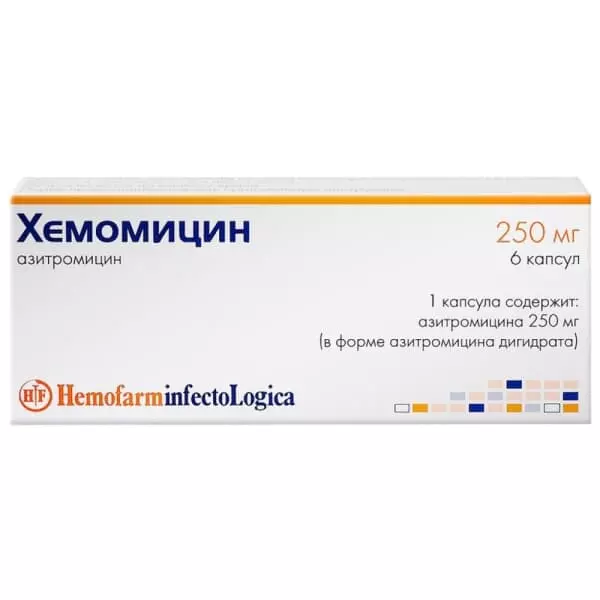 Хемомицин
азитромицин
250 мг
6 капсул
1 капсула содержит:
азитромицина 250 мг
(в форме азитромицина дигидрата)
HF HemofarminfectoLogica